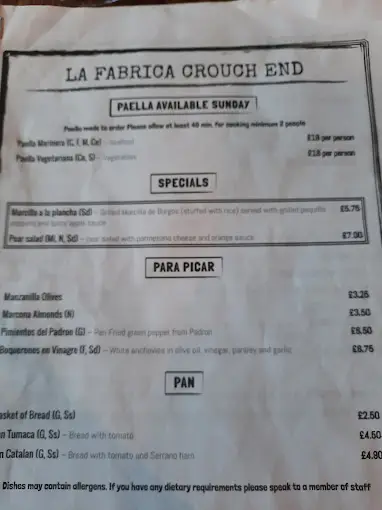 LA FABRICA CROUCH END
PAELLA AVAILABLE SUNDAY
Paella made to order Please allow at least 40 min. For cooking minimum 2 people
Paella Marinera (C, F, M, Ce) – seafood £18 per person
Paella Vegetariana (Ce, S) – vegetarian £16 per person
SPECIALS
Morcilla a la plancha (Sd) – Grilled Morcilla de Burgos (stuffed with rice) served with grilled pequillo £5.75
peppers and spicy apple sauce
Pear salad (Mi, N, Sd) – pear salad with parmesano cheese and orange sauce £7.90
PARA PICAR
Manzanilla Olives £3.25
Marcona Almonds (N) £3.50
Pimientos del Padron (G) – Pan Fried green pepper from Padron £6.50
Boquerones en Vinagre (F, Sd) – White anchovies in olive oil, vinegar, parsley and garlic £6.75
PAN
asket of Bread (G, Ss) £2.50
n Tumaca (G, Ss) – Bread with tomato £4.50
n Catalan (G, Ss) – Bread with tomato and Serrano ham £4.80
Dishes may contain allergens. If you have any dietary requirements please speak to a member of staff